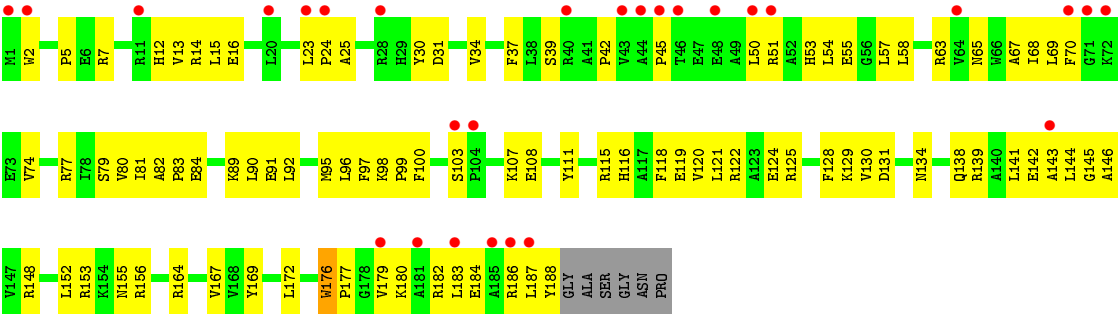 M1 W2 P5 E6 R7 R11 H12 V13 R14 L15 E16 L20 L23 P24 A25 R28 H29 Y30 D31 V34 F37 L38 S39 R40 A41 P42 V43 A44 P45 T46 E47 E48 A49 L50 R51 A52 H53 L54 E55 G56 L57 L58 R63 V64 N65 W66 A67 I68 L69 F70 G71 K72
E73 V74 R77 I78 S79 V80 I81 A82 P83 E84 K89 L90 E91 L92 M95 L96 F97 K98 P99 F100 S103 P104 K107 E108 Y111 R115 H116 A117 F118 E119 V120 L121 R122 A123 E124 R125 F128 K129 V130 D131 N134 Q138 R139 A140 L141 E142 A143 L144 G145 A146
V147 R148 L152 R153 K154 N155 R156 R164 V167 V168 Y169 L172 W176 P177 G178 V179 K180 A181 R182 L183 E184 A185 R186 L187 Y188 GLY ALA SER GLY ASN PRO